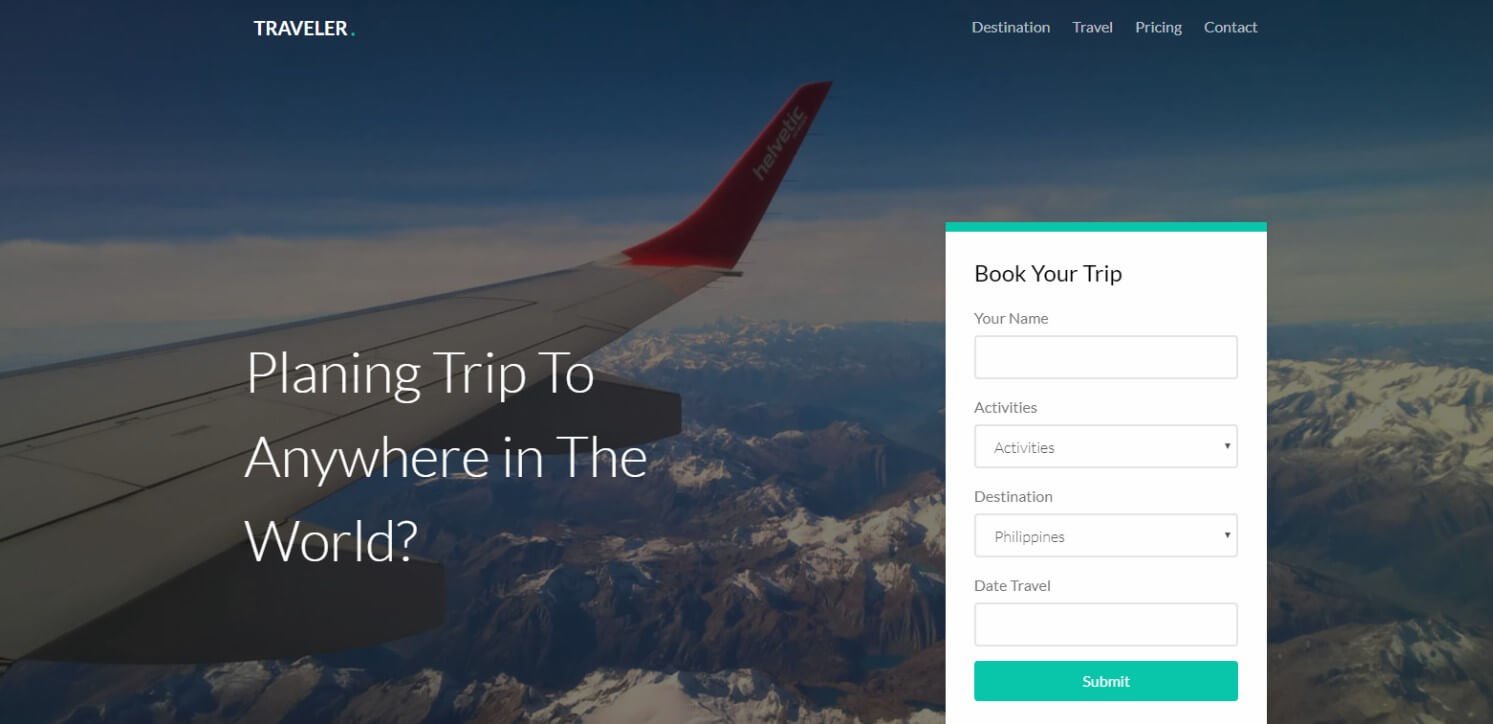 TRAVELER.
Destination Travel Pricing Contact
helvetic
Planing Trip To
Anywhere in The
World?
Book Your Trip
Your Name
Activities
Activities
Destination
Philippines
Date Travel
Submit